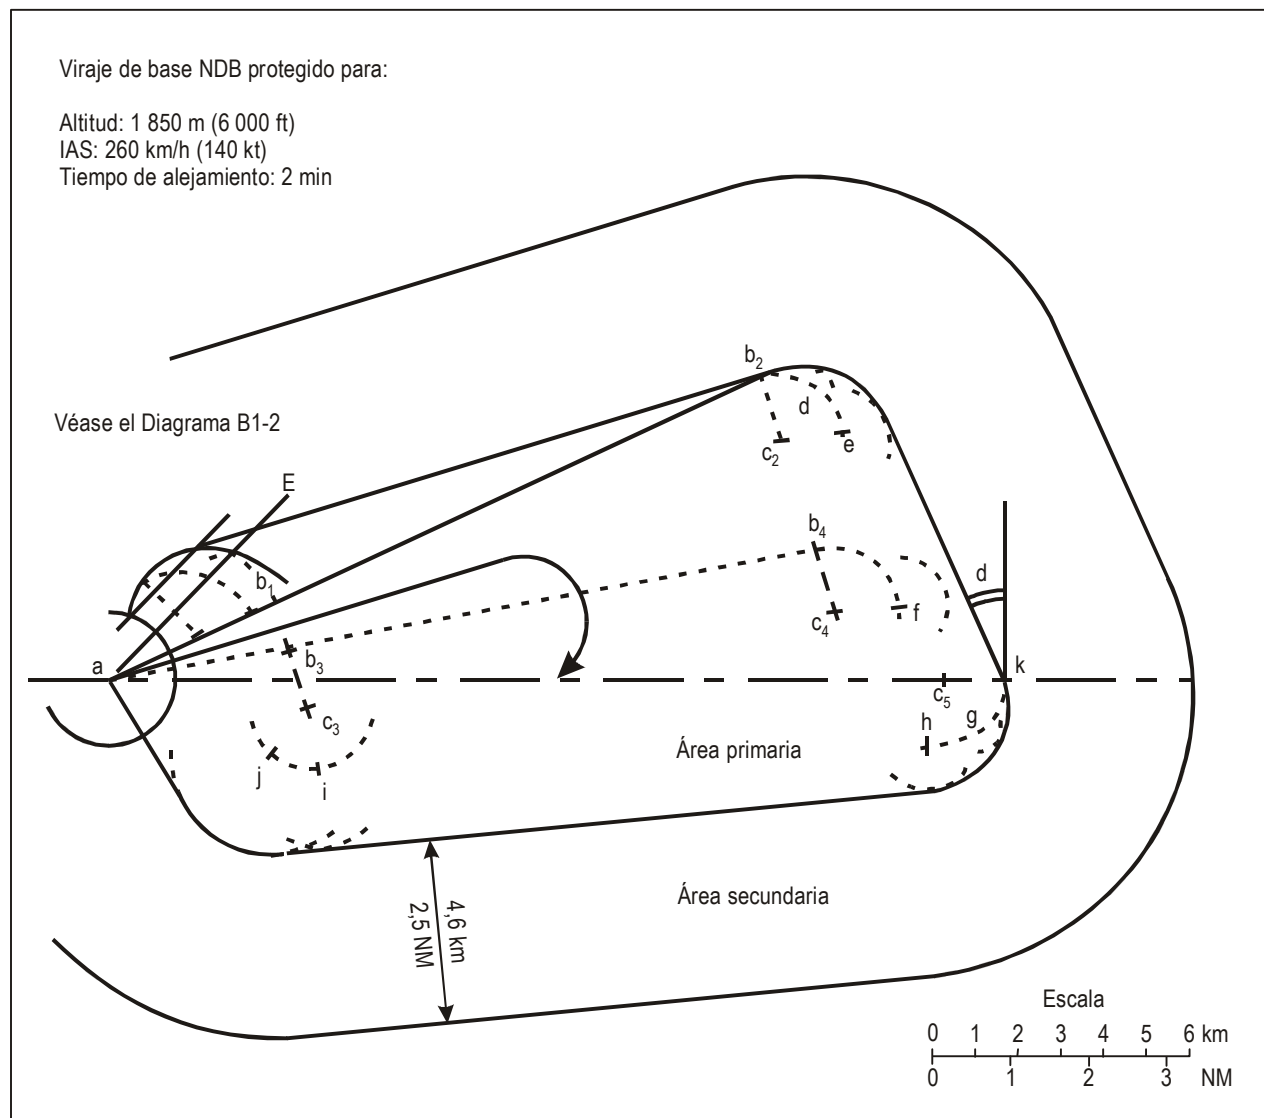 Viraje de base NDB protegido para:
Altitud: 1 850 m (6 000 ft)
IAS: 260 km/h (140 kt)
Tiempo de alejamiento: 2 min
Véase el Diagrama B1-2
b2
d
c2
e
E
b1
b4
d
c4
f
a
b3
k
c5
c3
h
g
Área primaria
j
i
Área secundaria
4,6 km
2,5 NM
Escala
0 1 2 3 4 5 6 km
0 1 2 3 NM